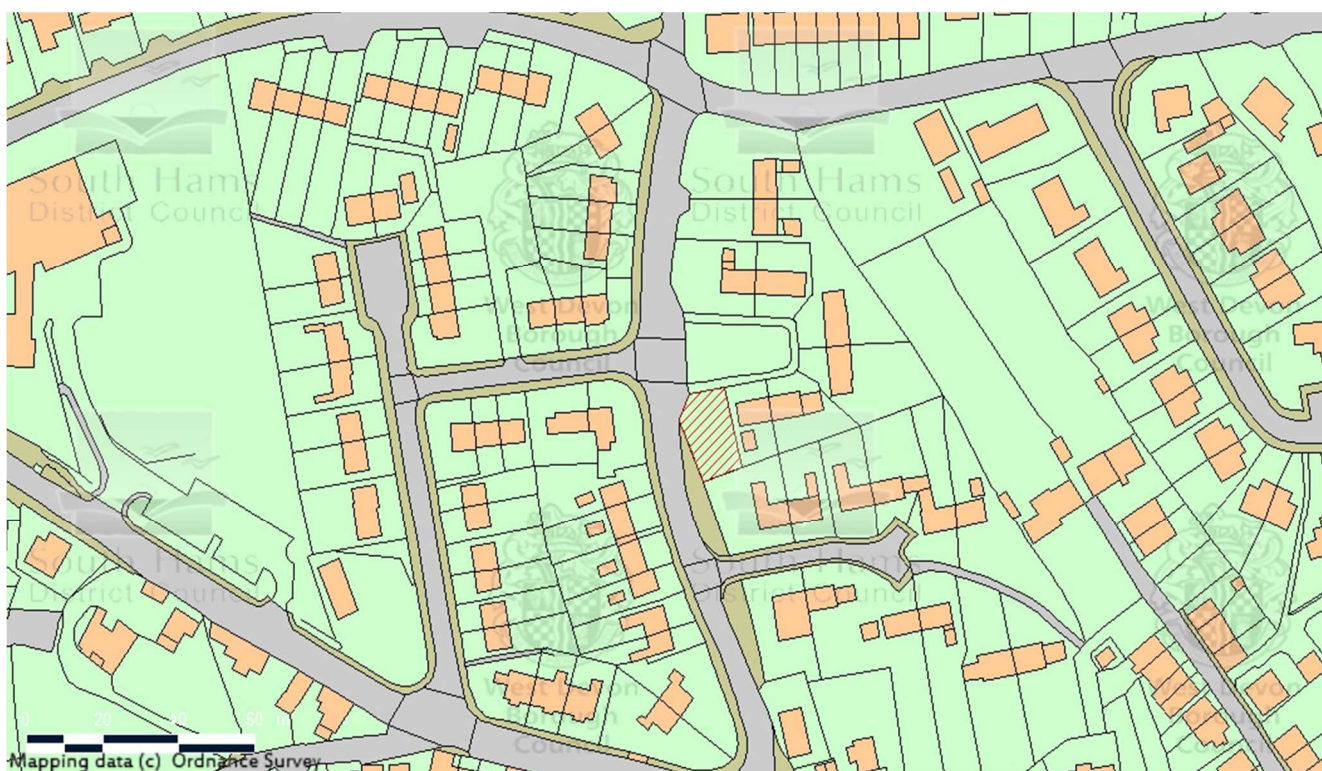 South Hams
District Council
South Hams
District Council
West Devon
Borough
Council
West Devon
Borough
Council
South Hams
District Council
South Hams
District Council
West Devon
Borough
Council
West Devon
Borough
Council
0 20 40 60 m
Mapping data (c) Ordnance Survey